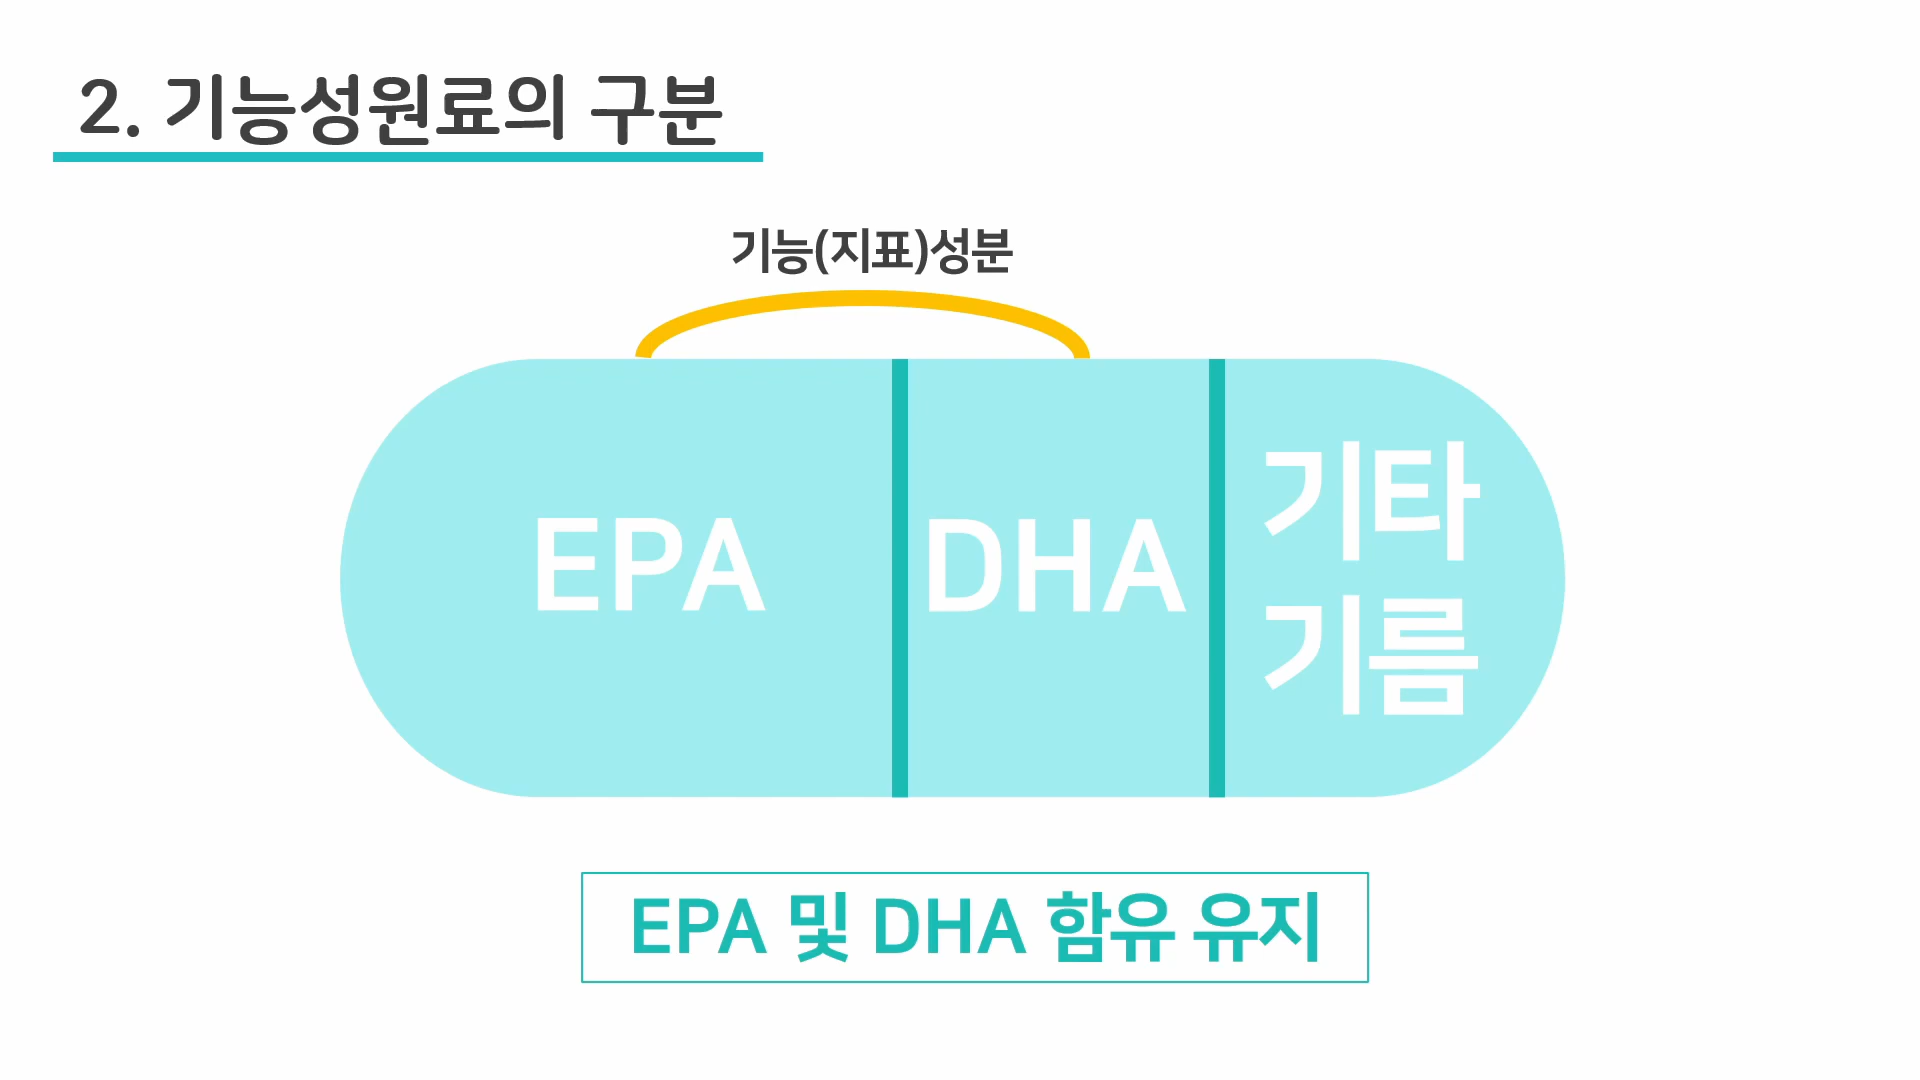 2. 기능성원료의 구분
기능(지표)성분
EPA
DHA
기타
기름
EPA 및 DHA 함유 유지